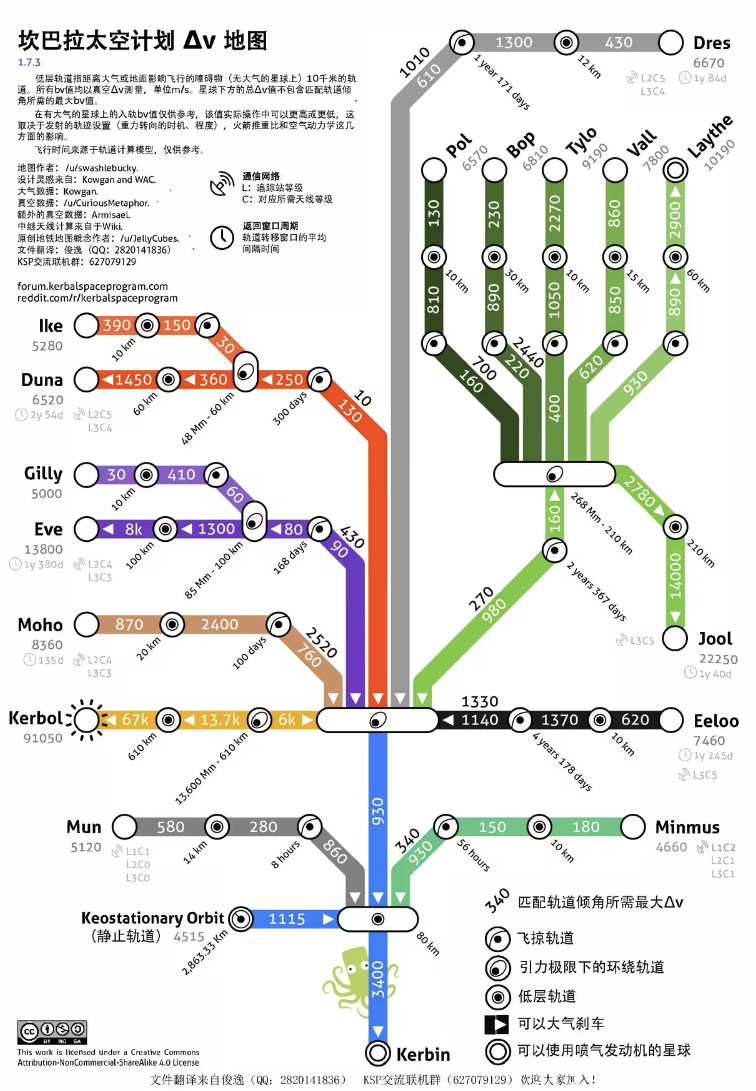 坎巴拉太空计划 Δv 地图
1.7.3
低层轨道指距离大气或地面影响飞行的障碍物（无大气的星球上）10千米的轨
道。所有bv值均以真空Δv测量，单位m/s。星球下方的总Δv值不包含匹配轨道倾
角所需的最大bv值。
在有大气的星球上的入轨bv值仅供参考，该值实际操作中可以更高或更低，这
取决于发射的轨道设置（重力转向的时机、程度），火箭推重比和空气动力学这几
方面的影响。
飞行时间来源于轨道计算模型，仅供参考。
地图作者：/u/swashlebucky.
设计灵感来自：Kowgan and WAC.
大气数据：Kowgan.
真空数据：/u/CuriousMetaphor.
额外的真空数据：Armisael.
中继天线计算来自于Wiki.
原创地铁地图概念作者：/u/JellyCubes.
文件翻译：俊逸（QQ：2820141836）
KSP交流联机群：627079129
forum.kerbalspaceprogram.com
reddit.com/r/kerbalspaceprogram
通信网络
L：追踪站等级
C：对应所需天线等级
返回窗口周期
轨道转移窗口的平均
间隔时间
1010
610
1 year 171 days
1300
12 km
430
Dres
6670
L2C5
L3C4
1y 84d
Pol
6570
Bop
6810
Tylo
9190
Vall
7800
Laythe
10190
130
230
2270
860
2900
10 km
30 km
10 km
15 km
60 km
810
890
1050
850
890
700
160
2440
220
400
620
930
268 Mm - 210 km
160
2 years 367 days
270
980
2780
210 km
14000
Jool
22250
L3C5
1y 40d
Ike
5280
390
10 km
150
30
Duna
6520
2y 54d
L2C5
L3C4
1450
60 km
360
48 Mm - 60 km
250
300 days
10
130
Gilly
5000
30
10 km
410
60
Eve
13800
1y 380d
L2C4
L3C3
8k
100 km
1300
85 Mm - 100 km
80
168 days
430
90
Moho
8360
135d
L2C4
L3C3
870
20 km
2400
100 days
2520
760
Kerbol
91050
67k
610 km
13.7k
13,600 Mm - 610 km
6k
1330
1140
4 years 178 days
1370
10 km
620
Eeloo
7460
1y 245d
L3C5
930
Mun
5120
L1C1
L2C0
L3C0
580
14 km
280
8 hours
860
340
930
56 hours
150
10 km
180
Minmus
4660
L1C2
L2C1
L3C1
Keostationary Orbit
（静止轨道）
4515
2,863.33 Km
1115
80 km
3400
Kerbin
340
匹配轨道倾角所需最大Δv
飞掠轨道
引力极限下的环绕轨道
低层轨道
可以大气刹车
可以使用喷气发动机的星球
cc
BY NC SA
This work is licensed under a Creative Commons
Attribution-NonCommercial-ShareAlike 4.0 License
文件翻译来自俊逸（QQ：2820141836） KSP交流联机群（627079129）欢迎大家加入！